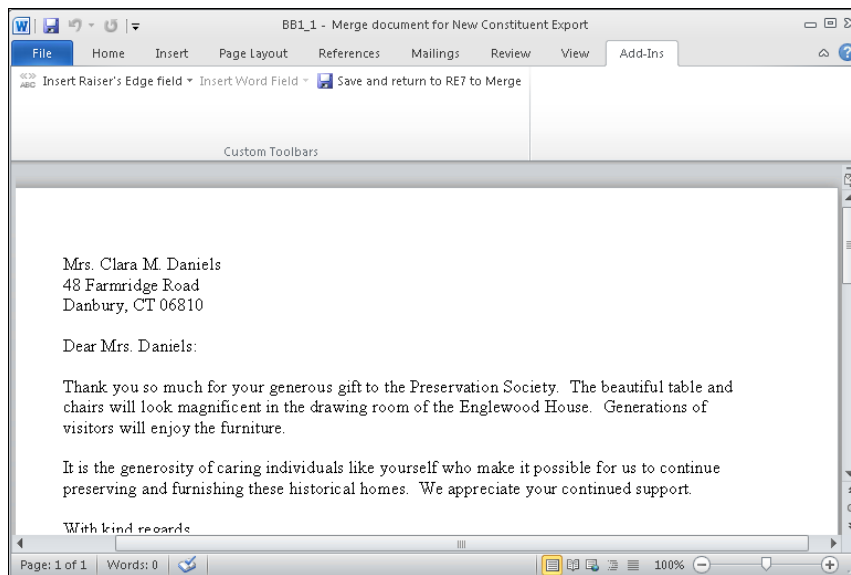 BB1_1 - Merge document for New Constituent Export
File Home Insert Page Layout References Mailings Review View Add-Ins
ABC Insert Raiser's Edge field Insert Word Field Save and return to RE7 to Merge
Custom Toolbars
Mrs. Clara M. Daniels
48 Farmridge Road
Danbury, CT 06810
Dear Mrs. Daniels:
Thank you so much for your generous gift to the Preservation Society. The beautiful table and
chairs will look magnificent in the drawing room of the Englewood House. Generations of
visitors will enjoy the furniture.
It is the generosity of caring individuals like yourself who make it possible for us to continue
preserving and furnishing these historical homes. We appreciate your continued support.
With kind regards
Page: 1 of 1 Words: 0 100%